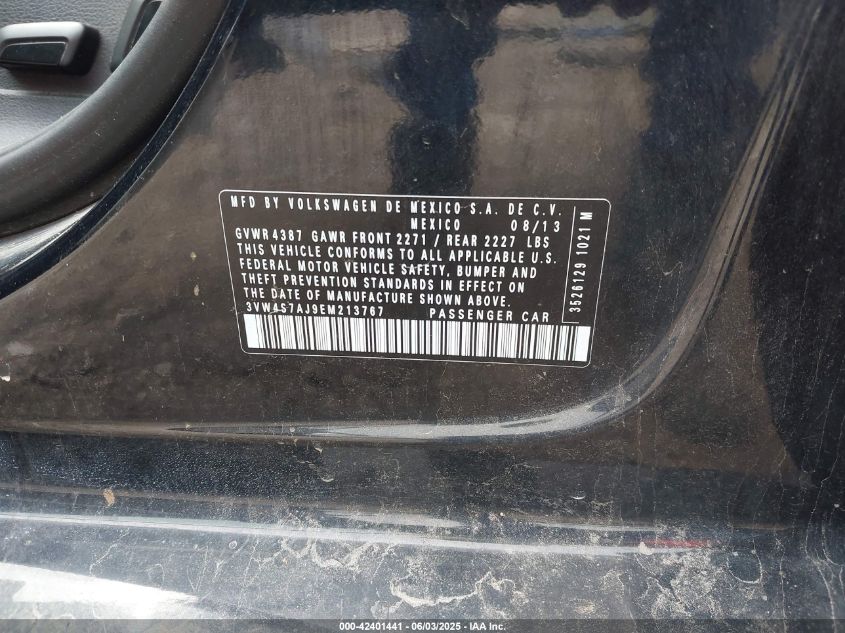 MFD BY VOLKSWAGEN DE MEXICO S.A. DE C.V.
MEXICO 08/13
GVWR 4387 GAWR FRONT 2271 / REAR 2227 LBS
THIS VEHICLE CONFORMS TO ALL APPLICABLE U.S.
FEDERAL MOTOR VEHICLE SAFETY, BUMPER AND
THEFT PREVENTION STANDARDS IN EFFECT ON
THE DATE OF MANUFACTURE SHOWN ABOVE.
3VW4S7AJ9EM213767 PASSENGER CAR
3526129 1021 M
000-42401441 - 06/03/2025 - IAA Inc.